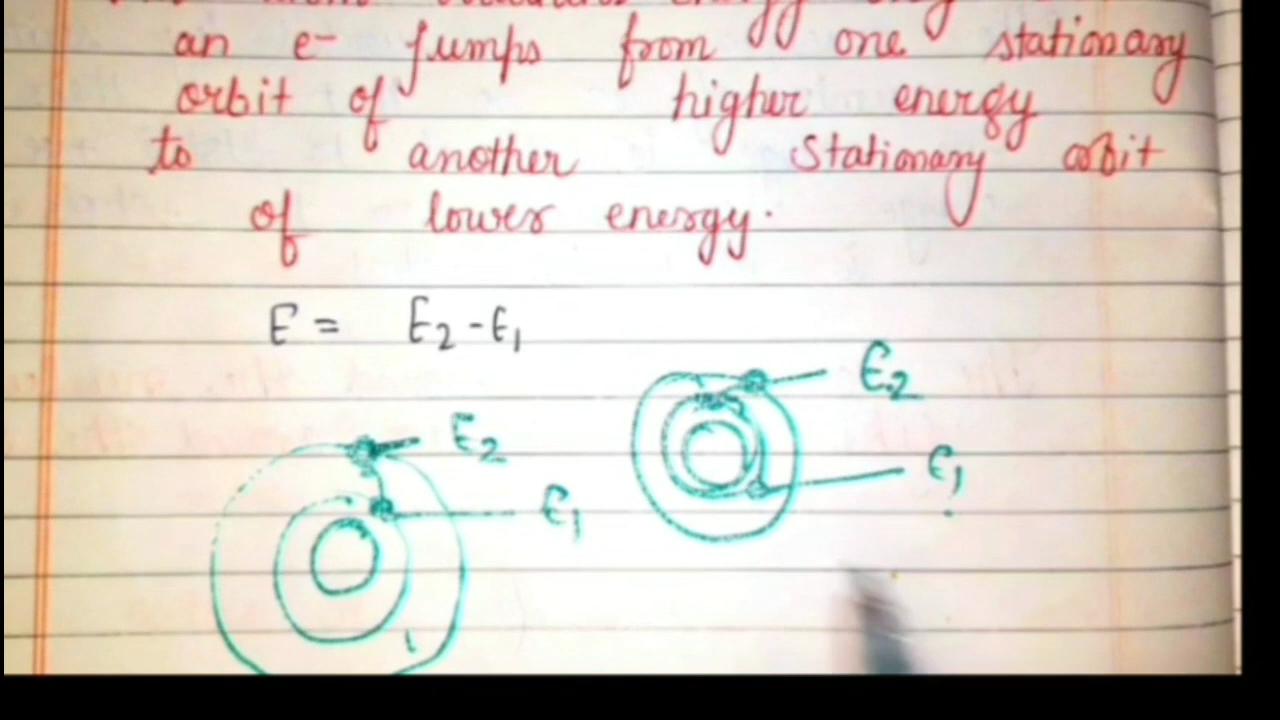 an e- jumps from one stationary
orbit of higher energy
to another stationary orbit
of lower energy.
E = E2 - E1
E2
E1
E2
E1